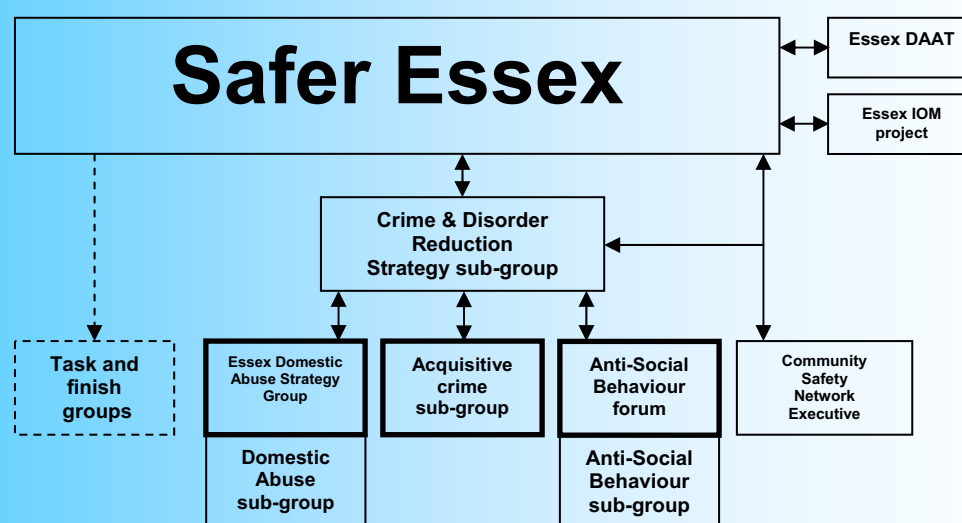 Safer Essex
Essex DAAT
Essex IOM
project
Crime & Disorder
Reduction
Strategy sub-group
Task and
finish
groups
Essex Domestic
Abuse Strategy
Group
Acquisitive
crime
sub-group
Anti-Social
Behaviour
forum
Community
Safety
Network
Executive
Domestic
Abuse
sub-group
Anti-Social
Behaviour
sub-group